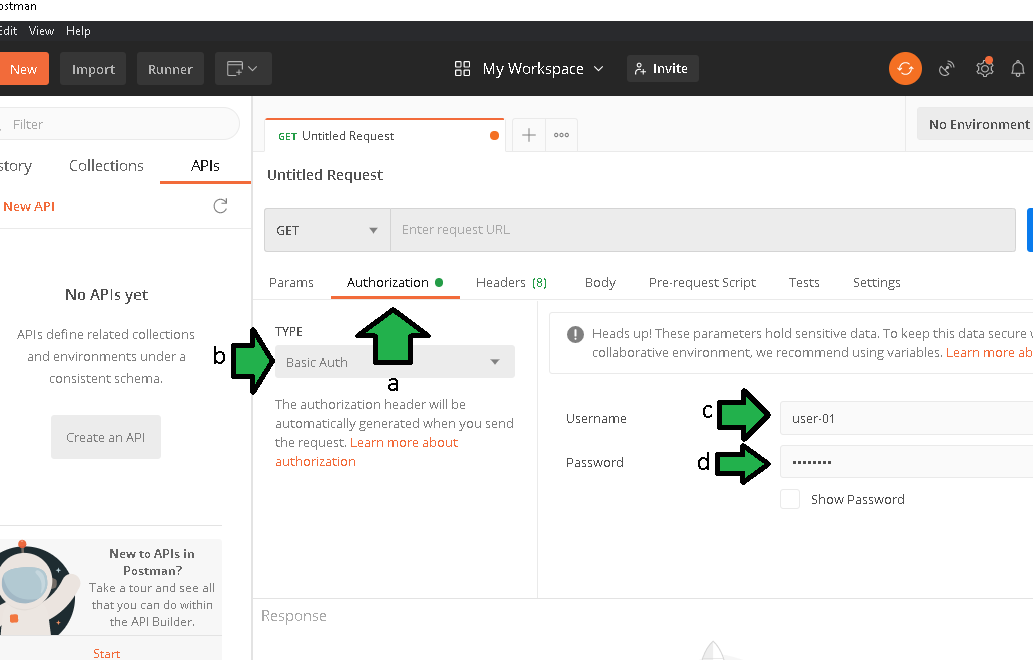 ostman
Edit View Help
New Import Runner My Workspace Invite
Filter
GET Untitled Request
No Environment
story Collections APIs
Untitled Request
New API
GET Enter request URL
Params Authorization Headers (8) Body Pre-request Script Tests Settings
No APIs yet
APIs define related collections
and environments under a
consistent schema.
Create an API
TYPE
b
Basic Auth
a
The authorization header will be
automatically generated when you send
the request. Learn more about
authorization
Heads up! These parameters hold sensitive data. To keep this data secure w
collaborative environment, we recommend using variables. Learn more ab
Username c user-01
Password d ••••••••
Show Password
New to APIs in
Postman?
Take a tour and see all
that you can do within
the API Builder.
Start
Response